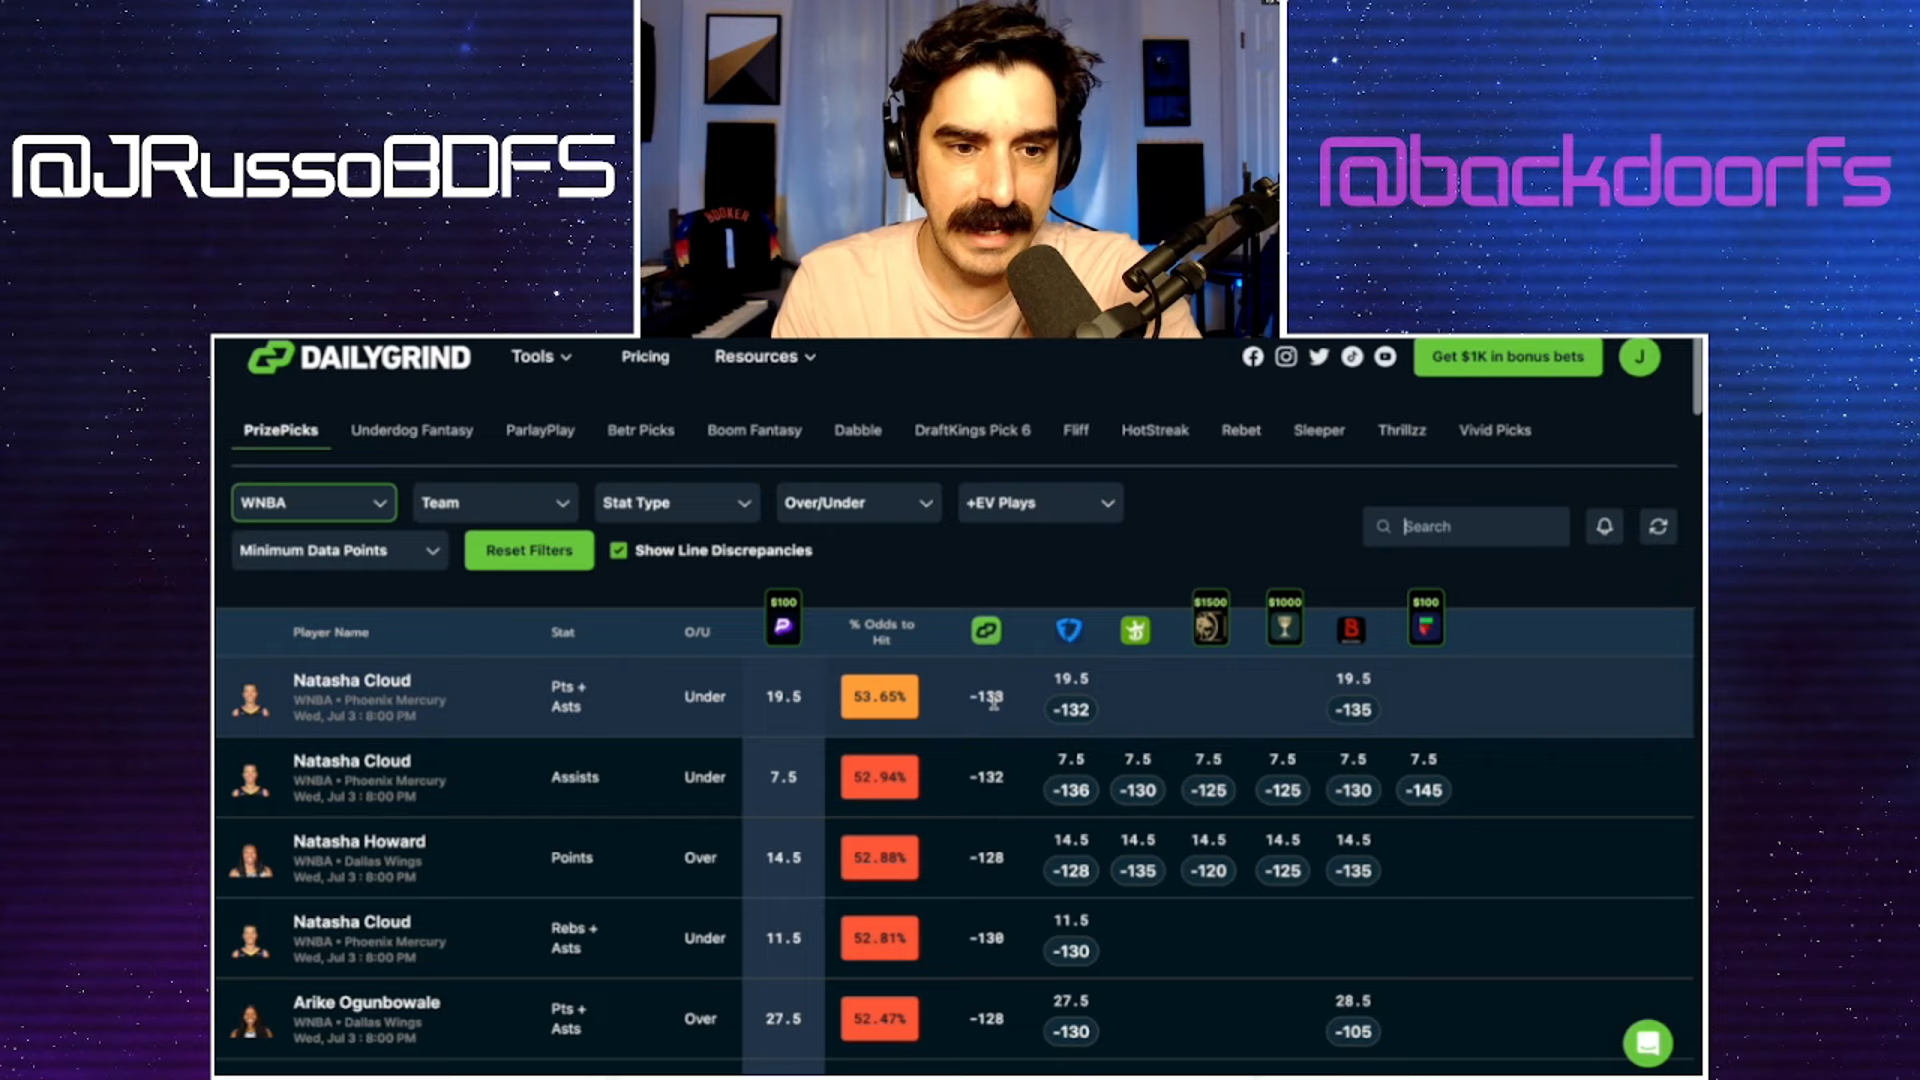 @JRussoBDFS
@backdoorfs
BOOKER
1
DAILYGRIND
Tools
Pricing
Resources
Get $1K in bonus bets
J
PrizePicks
Underdog Fantasy
ParlayPlay
Betr Picks
Boom Fantasy
Dabble
DraftKings Pick 6
Fliff
HotStreak
Rebet
Sleeper
Thrillzz
Vivid Picks
WNBA
Team
Stat Type
Over/Under
+EV Plays
Search
Minimum Data Points
Reset Filters
Show Line Discrepancies
Player Name
Stat
O/U
$100
% Odds to
Hit
$1500
$1000
$100
Natasha Cloud
WNBA • Phoenix Mercury
Wed, Jul 3 : 8:00 PM
Pts +
Asts
Under
19.5
53.65%
-133
19.5
-132
19.5
-135
Natasha Cloud
WNBA • Phoenix Mercury
Wed, Jul 3 : 8:00 PM
Assists
Under
7.5
52.94%
-132
7.5
-136
7.5
-130
7.5
-125
7.5
-125
7.5
-130
7.5
-145
Natasha Howard
WNBA • Dallas Wings
Wed, Jul 3 : 8:00 PM
Points
Over
14.5
52.88%
-128
14.5
-128
14.5
-135
14.5
-120
14.5
-125
14.5
-135
Natasha Cloud
WNBA • Phoenix Mercury
Wed, Jul 3 : 8:00 PM
Rebs +
Asts
Under
11.5
52.81%
-130
11.5
-130
Arike Ogunbowale
WNBA • Dallas Wings
Wed, Jul 3 : 8:00 PM
Pts +
Asts
Over
27.5
52.47%
-128
27.5
-130
28.5
-105